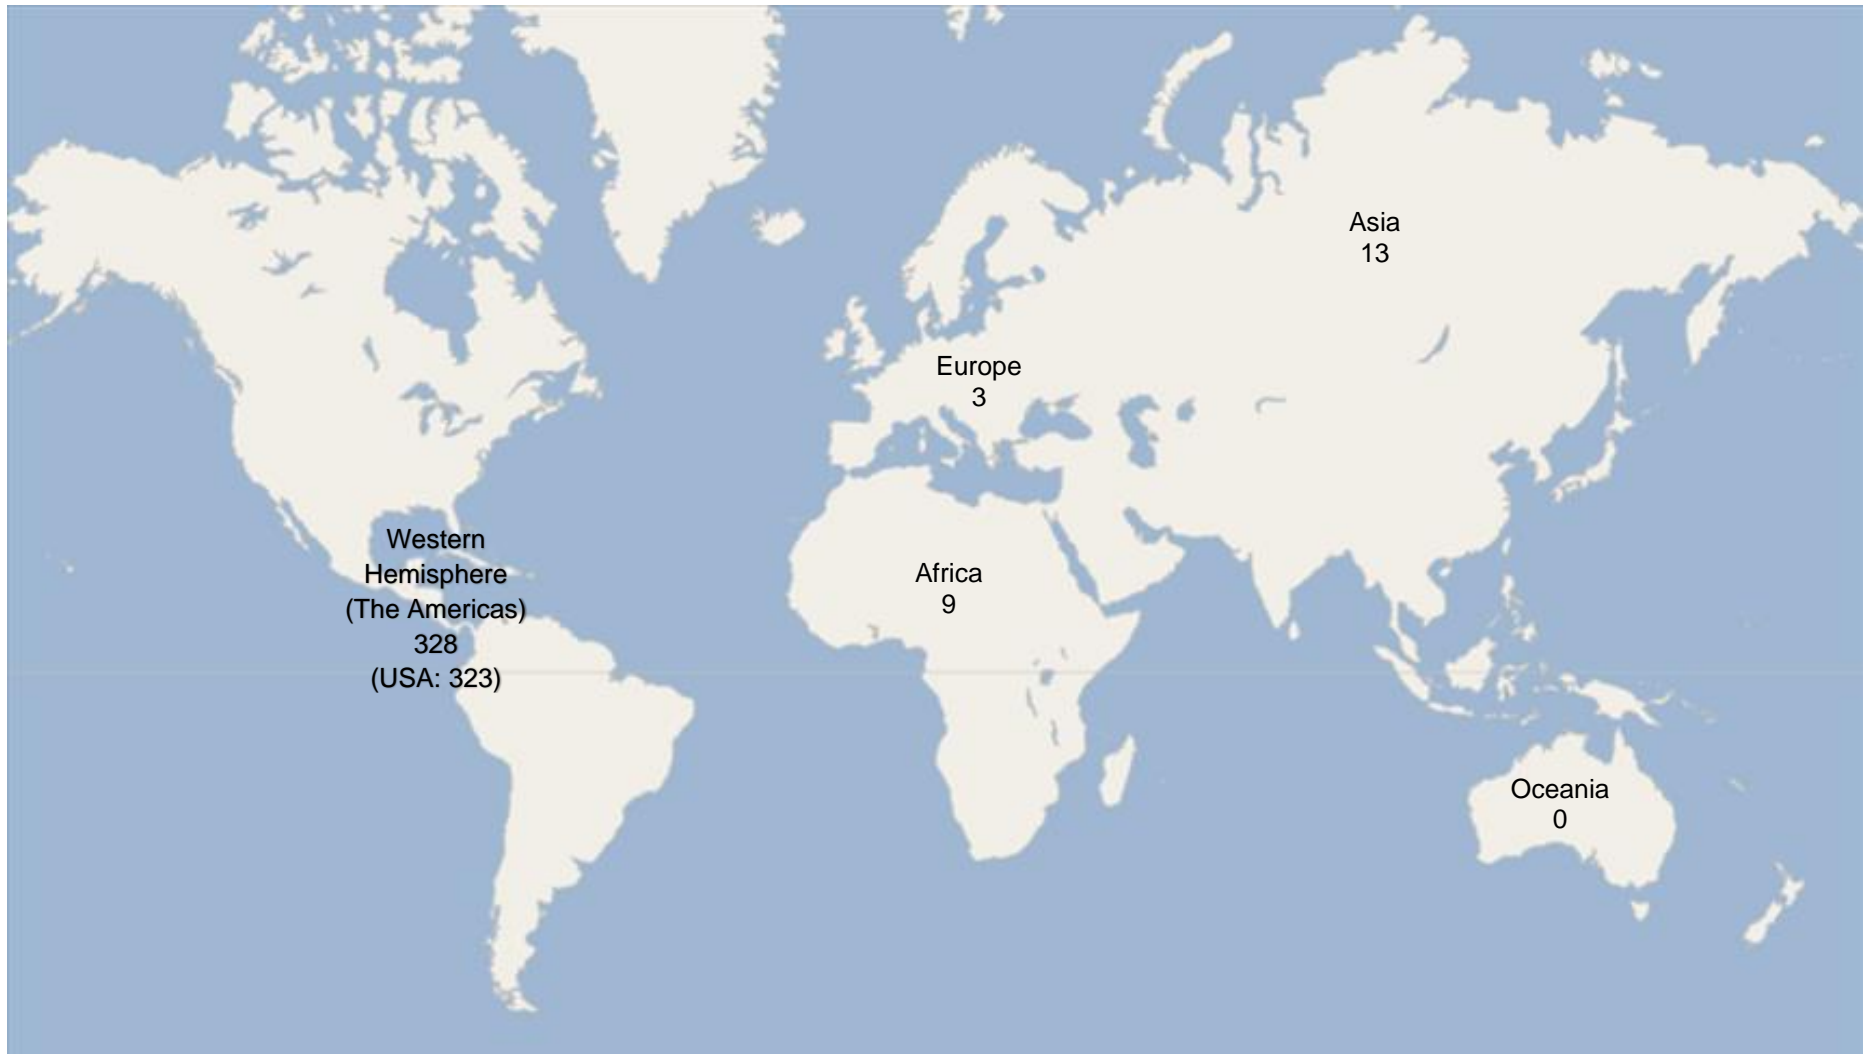 Asia
13
Europe
3
Western
Hemisphere
(The Americas)
328
(USA: 323)
Africa
9
Oceania
0